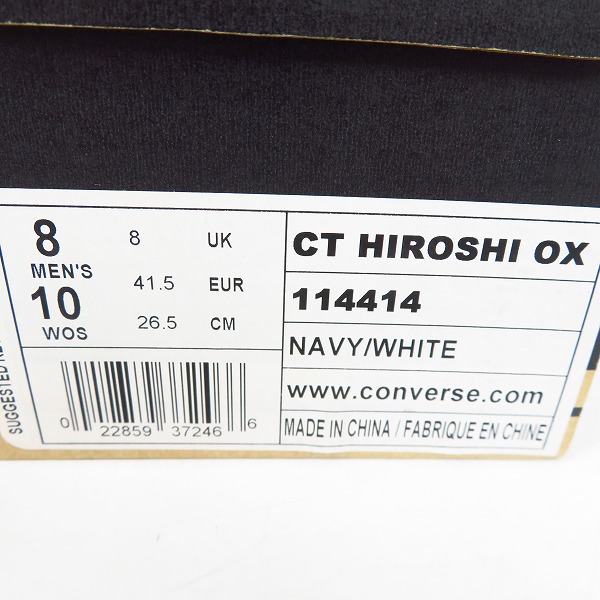 8 MEN'S
10 WOS
8 UK
41.5 EUR
26.5 CM
0 22859 37246 6
CT HIROSHI OX
114414
NAVY/WHITE
www.converse.com
MADE IN CHINA / FABRIQUE EN CHINE
SUGGESTED